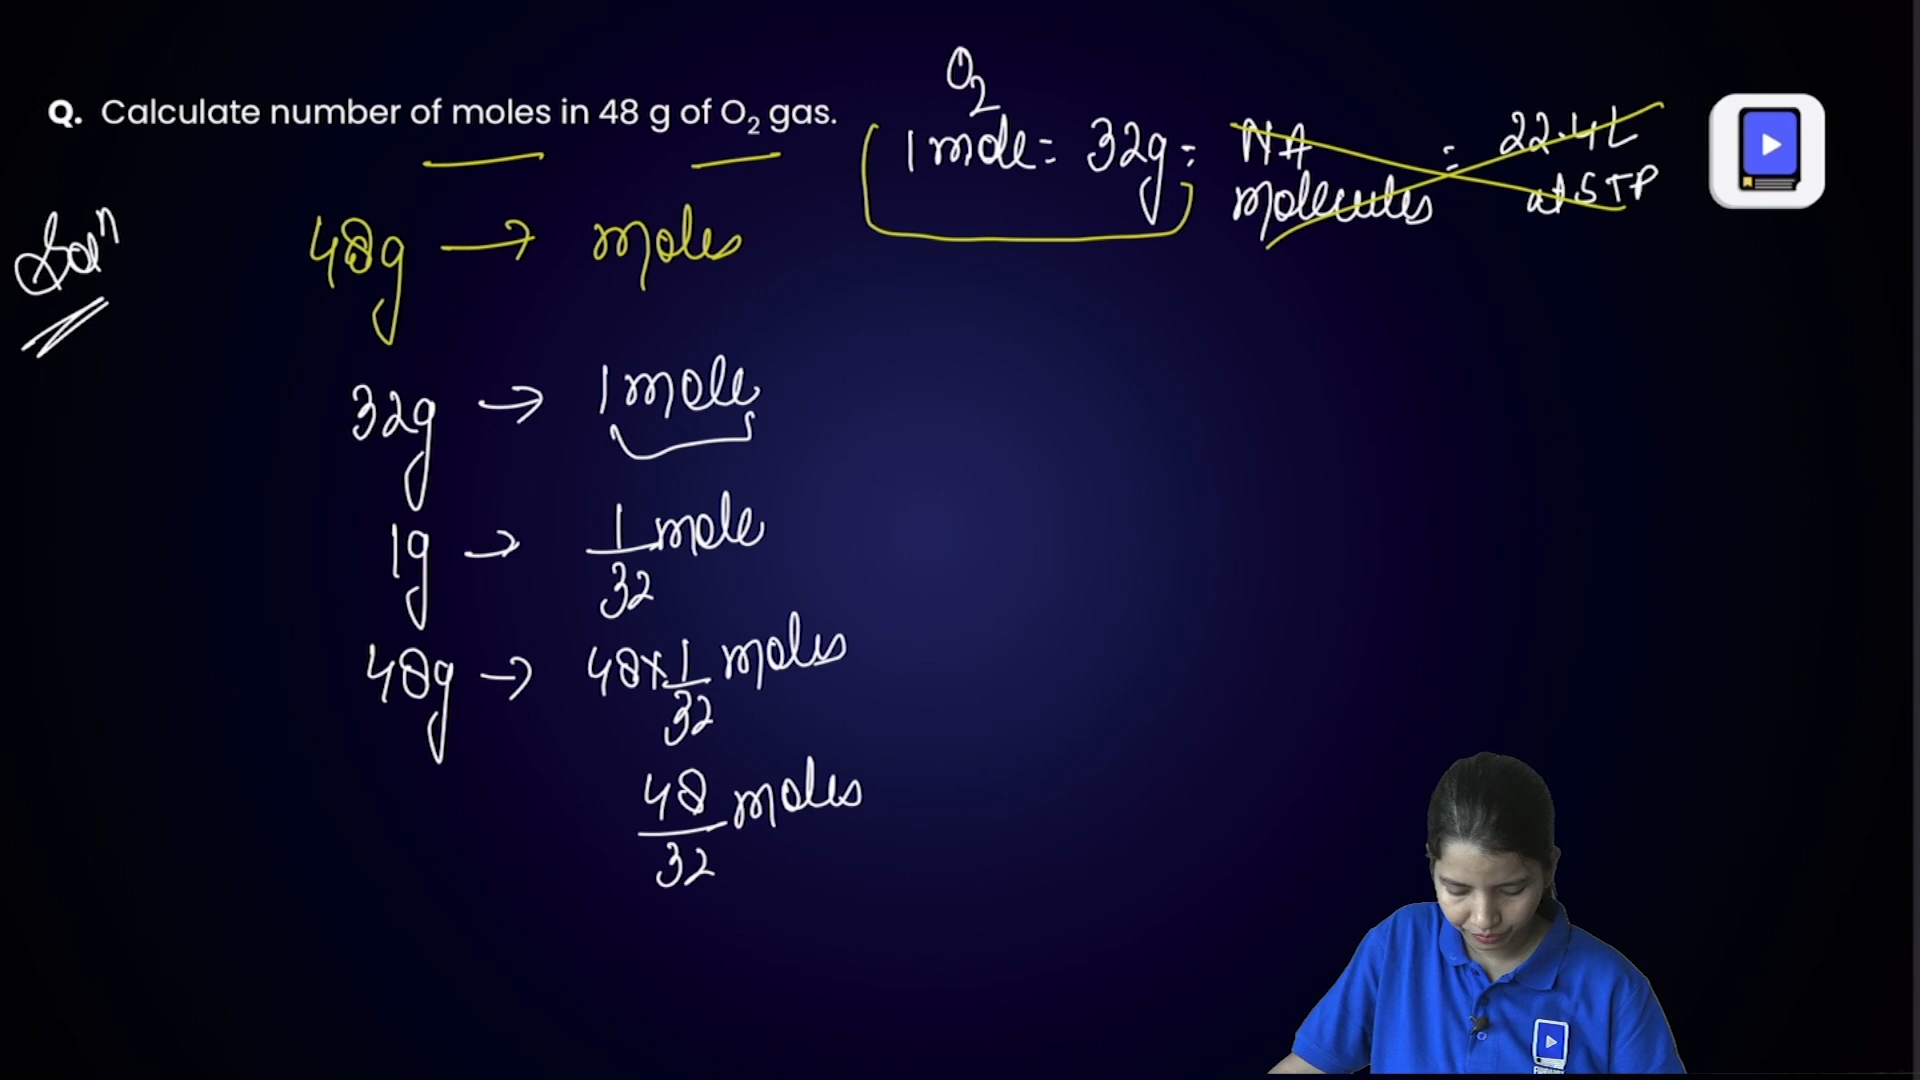 Q. Calculate number of moles in 48 g of O₂ gas.
O₂
1 mole = 32g = NA molecules = 22.4L at STP
Solⁿ
48g → moles
32g → 1 mole
1g → 1/32 mole
48g → 48 × 1/32 moles
48/32 moles